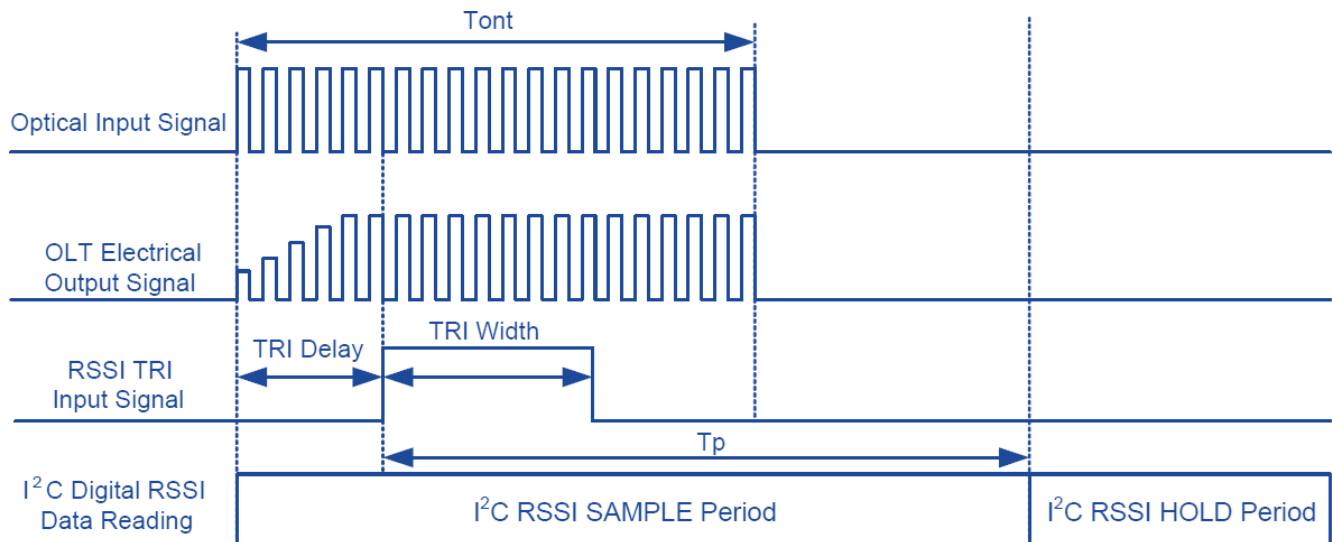 Tont
Optical Input Signal
OLT Electrical
Output Signal
TRI Width
TRI Delay
RSSI TRI
Input Signal
Tp
I²C Digital RSSI
Data Reading
I²C RSSI SAMPLE Period
I²C RSSI HOLD Period